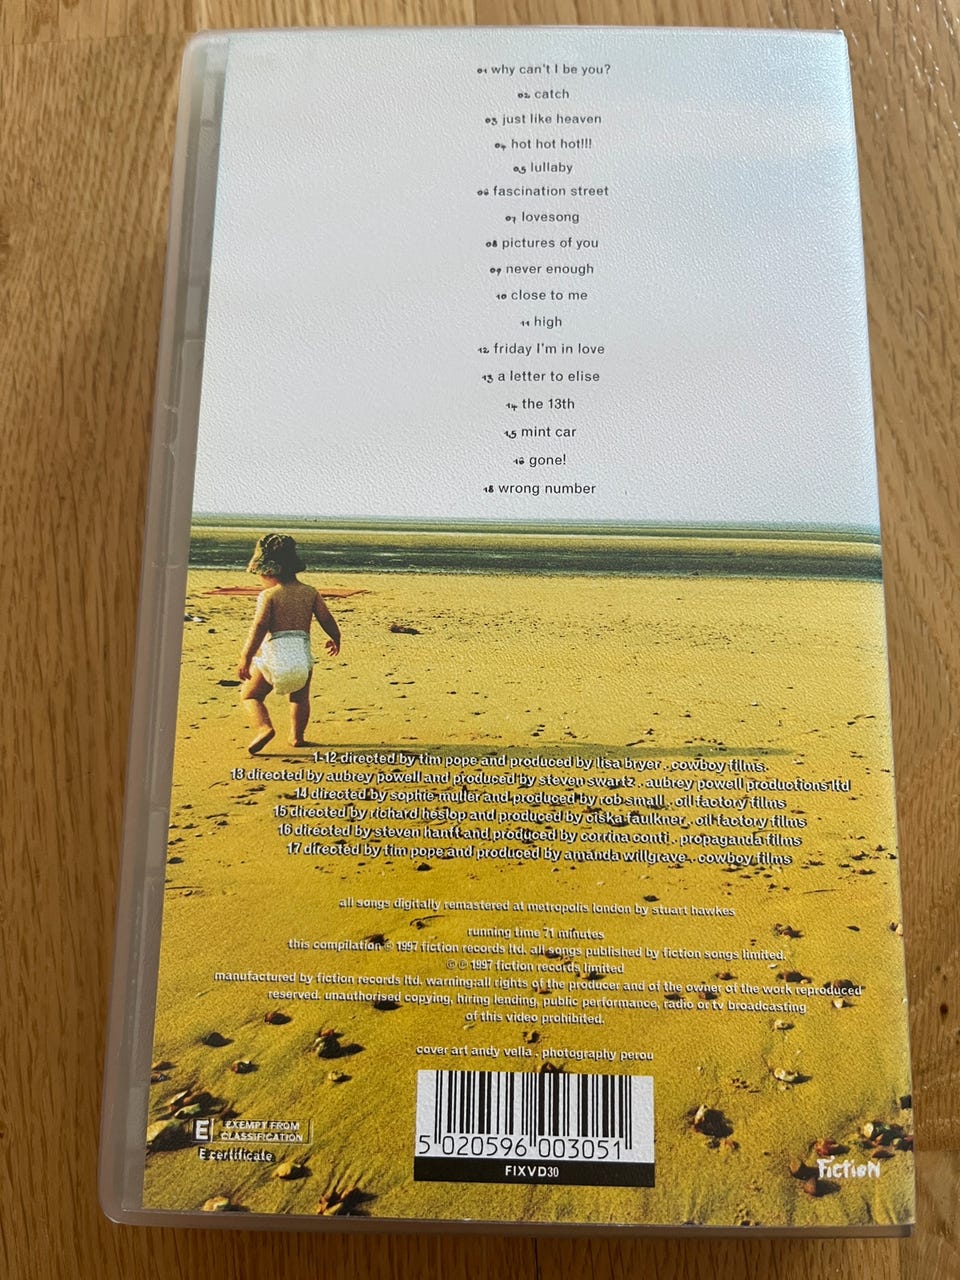 01 why can't I be you?
02 catch
03 just like heaven
04 hot hot hot!!!
05 lullaby
06 fascination street
07 lovesong
08 pictures of you
09 never enough
10 close to me
11 high
12 friday I'm in love
13 a letter to elise
14 the 13th
15 mint car
16 gone!
18 wrong number
1-12 directed by tim pope and produced by lisa bryer . cowboy films.
13 directed by aubrey powell and produced by steven swartz . aubrey powell productions ltd
14 directed by sophie muller and produced by rob small . oil factory films
15 directed by richard heslop and produced by ciska faulkner . oil factory films
16 directed by steven hanft and produced by corrina conti . propaganda films
17 directed by tim pope and produced by amanda willgrave . cowboy films
all songs digitally remastered at metropolis london by stuart hawkes
running time 71 minutes
this compilation © 1997 fiction records ltd. all songs published by fiction songs limited.
© ℗ 1997 fiction records limited
manufactured by fiction records ltd. warning:all rights of the producer and of the owner of the work reproduced
reserved. unauthorised copying, hiring lending, public performance, radio or tv broadcasting
of this video prohibited.
cover art andy vella . photography perou
E EXEMPT FROM
CLASSIFICATION
E certificate
5 020596 003051
FIXVD30
Fiction